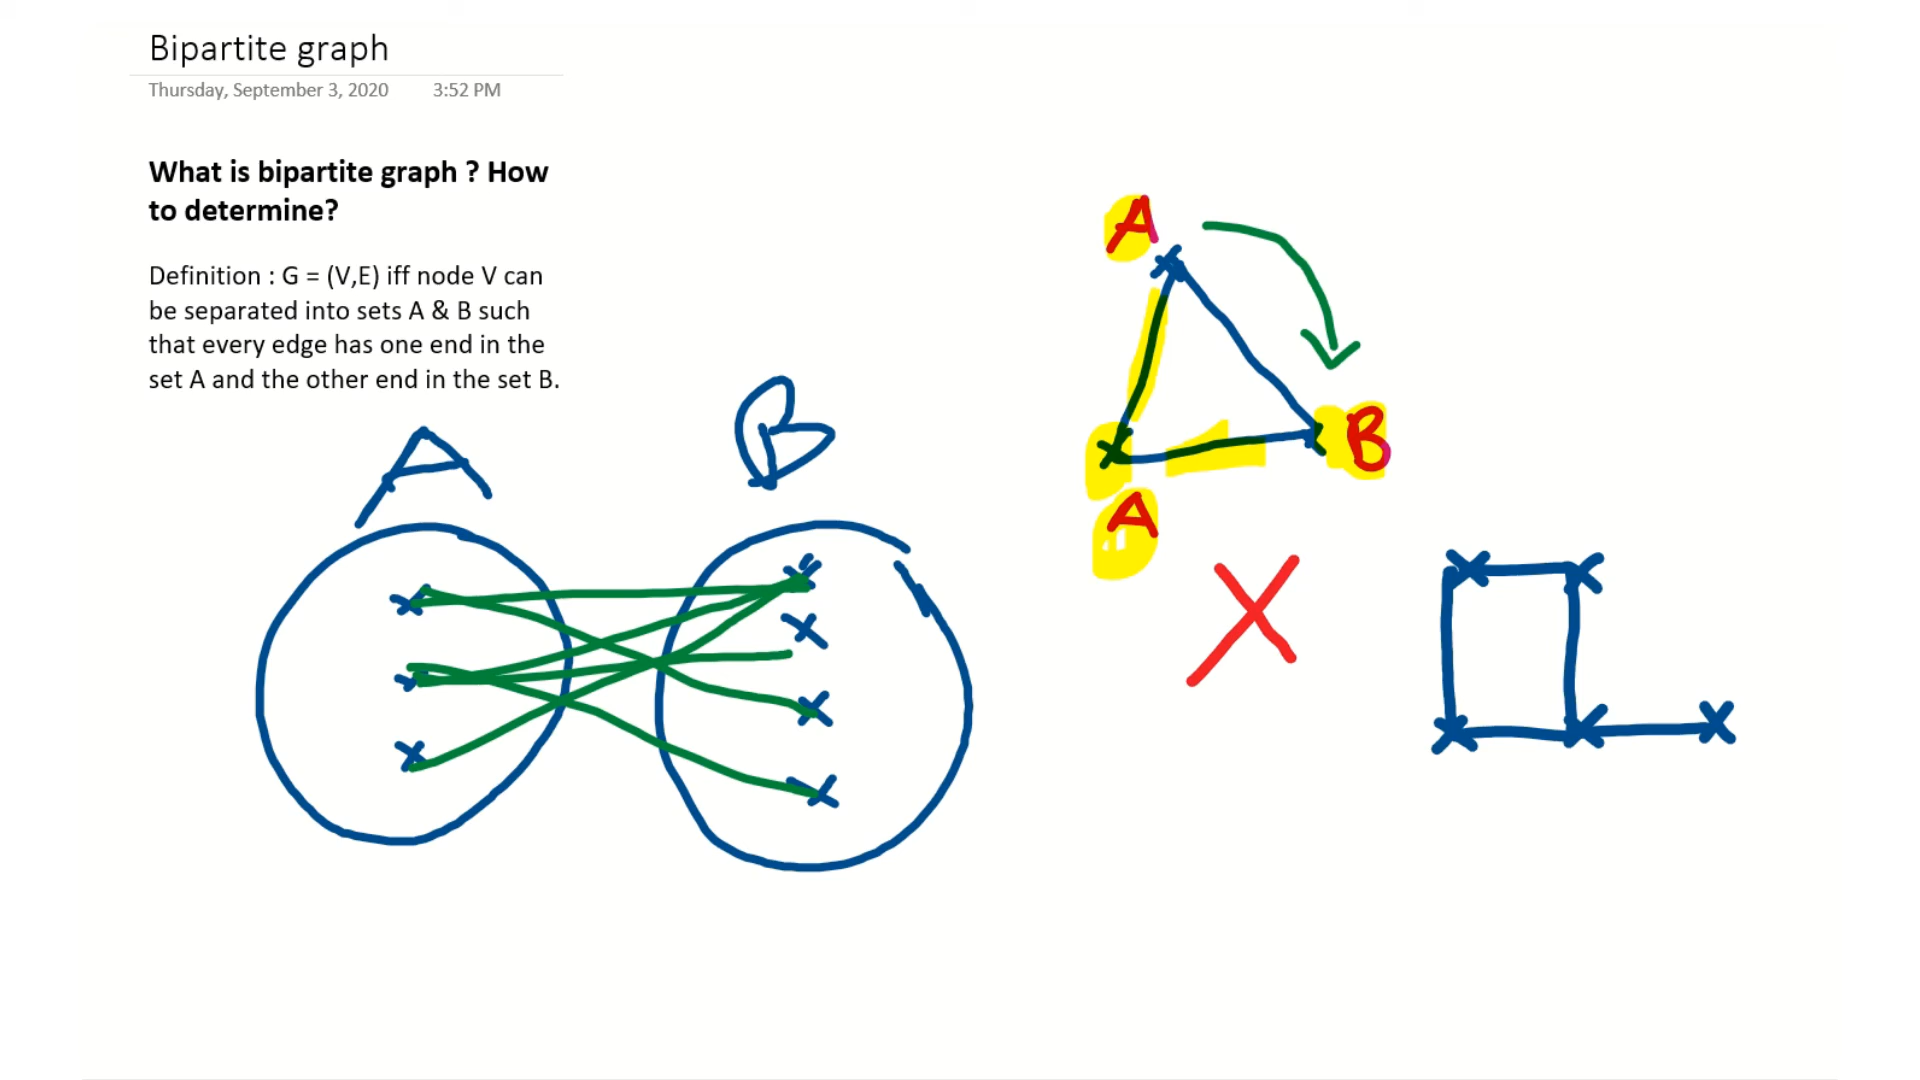 Bipartite graph
Thursday, September 3, 2020 3:52 PM
What is bipartite graph ? How
to determine?
Definition : G = (V,E) iff node V can
be separated into sets A & B such
that every edge has one end in the
set A and the other end in the set B.
A B
A
B
A